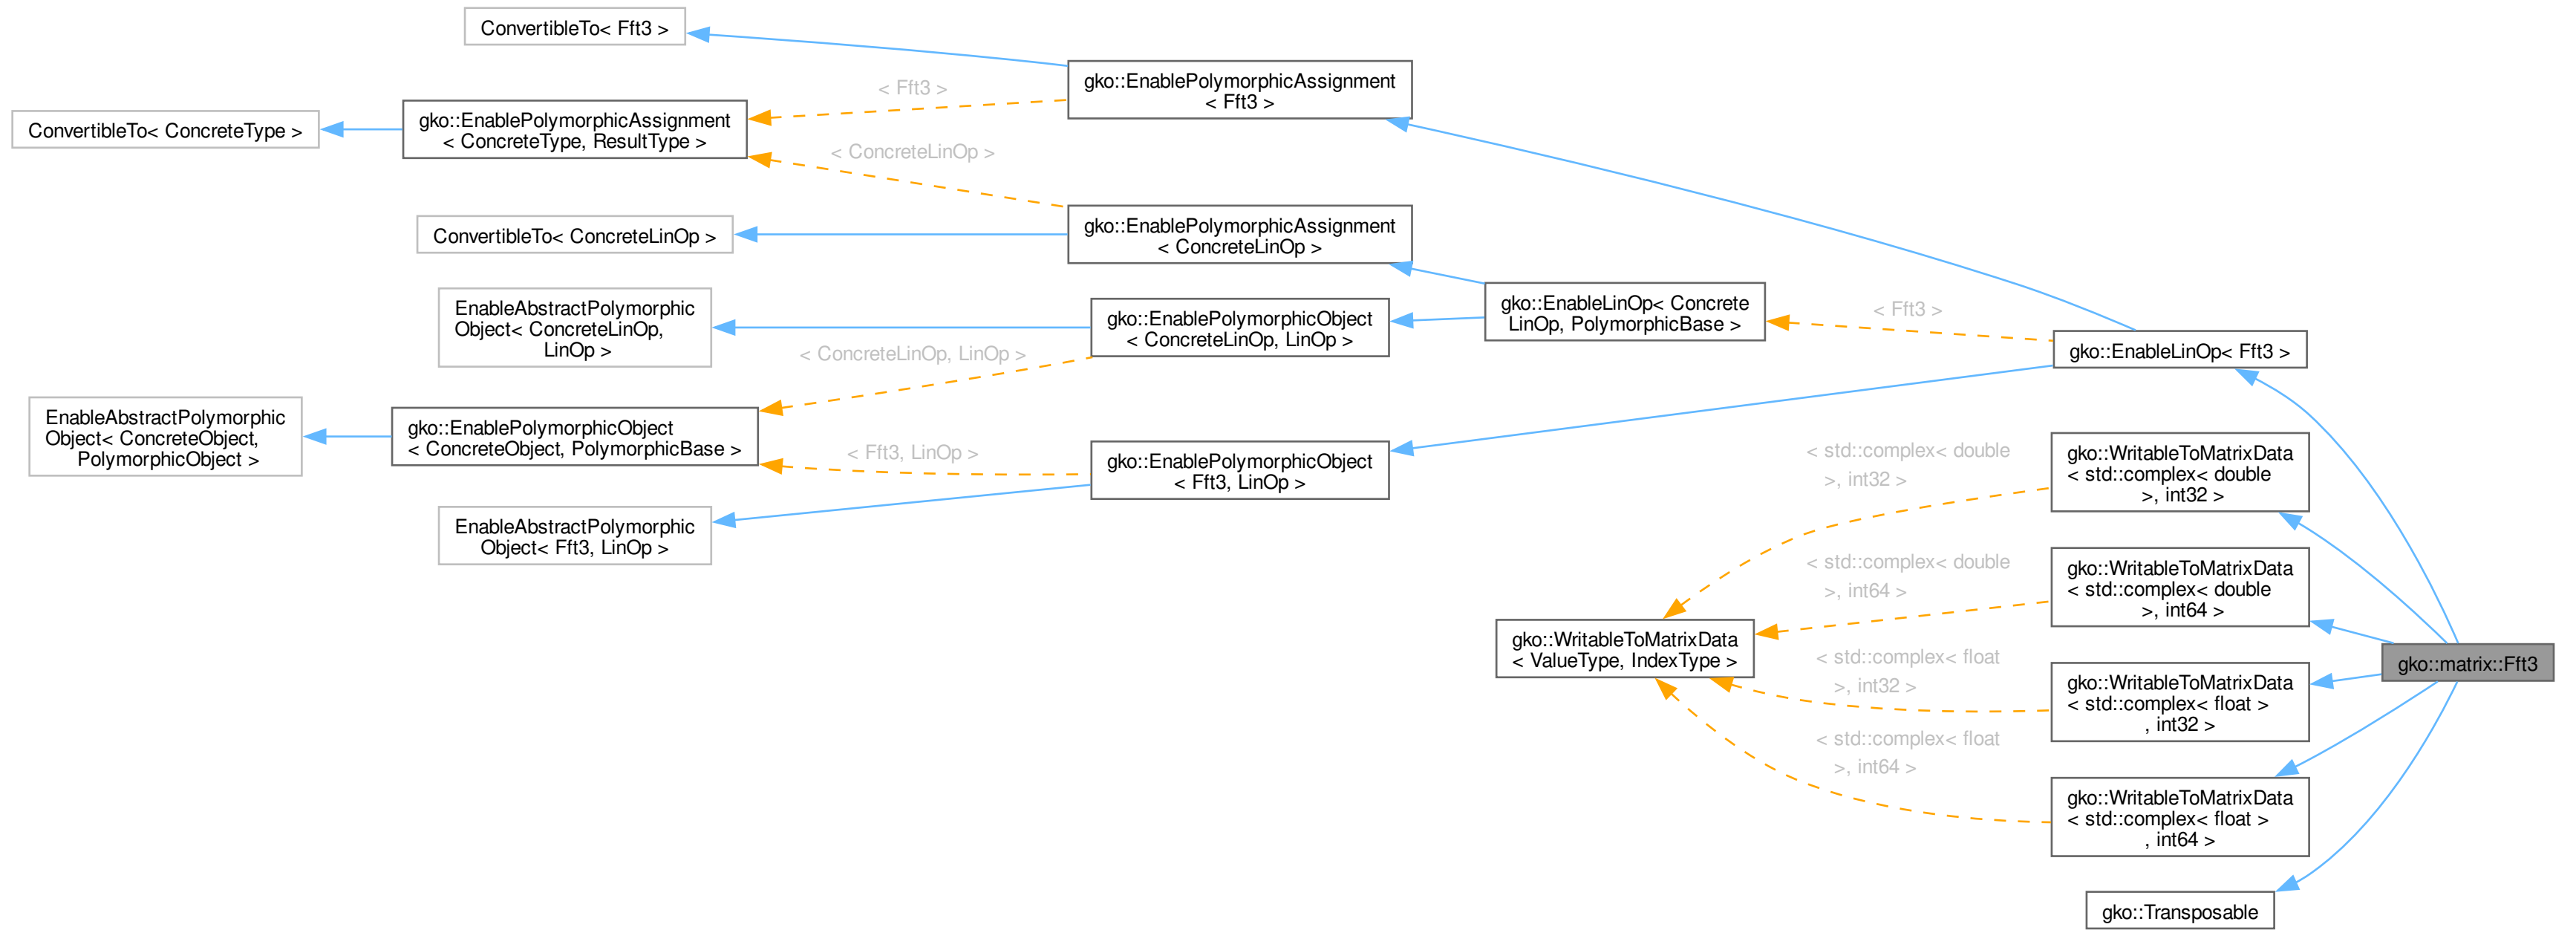 ConvertibleTo< Fft3 >
gko::EnablePolymorphicAssignment
< Fft3 >
< Fft3 >
ConvertibleTo< ConcreteType >
gko::EnablePolymorphicAssignment
< ConcreteType, ResultType >
< ConcreteLinOp >
ConvertibleTo< ConcreteLinOp >
gko::EnablePolymorphicAssignment
< ConcreteLinOp >
EnableAbstractPolymorphic
Object< ConcreteLinOp,
LinOp >
gko::EnablePolymorphicObject
< ConcreteLinOp, LinOp >
gko::EnableLinOp< Concrete
LinOp, PolymorphicBase >
< Fft3 >
gko::EnableLinOp< Fft3 >
< ConcreteLinOp, LinOp >
EnableAbstractPolymorphic
Object< ConcreteObject,
PolymorphicObject >
gko::EnablePolymorphicObject
< ConcreteObject, PolymorphicBase >
< Fft3, LinOp >
gko::EnablePolymorphicObject
< Fft3, LinOp >
EnableAbstractPolymorphic
Object< Fft3, LinOp >
< std::complex< double
>, int32 >
gko::WritableToMatrixData
< std::complex< double
>, int32 >
< std::complex< double
>, int64 >
gko::WritableToMatrixData
< std::complex< double
>, int64 >
gko::WritableToMatrixData
< ValueType, IndexType >
< std::complex< float
>, int32 >
gko::WritableToMatrixData
< std::complex< float >
, int32 >
gko::matrix::Fft3
< std::complex< float
>, int64 >
gko::WritableToMatrixData
< std::complex< float >
, int64 >
gko::Transposable